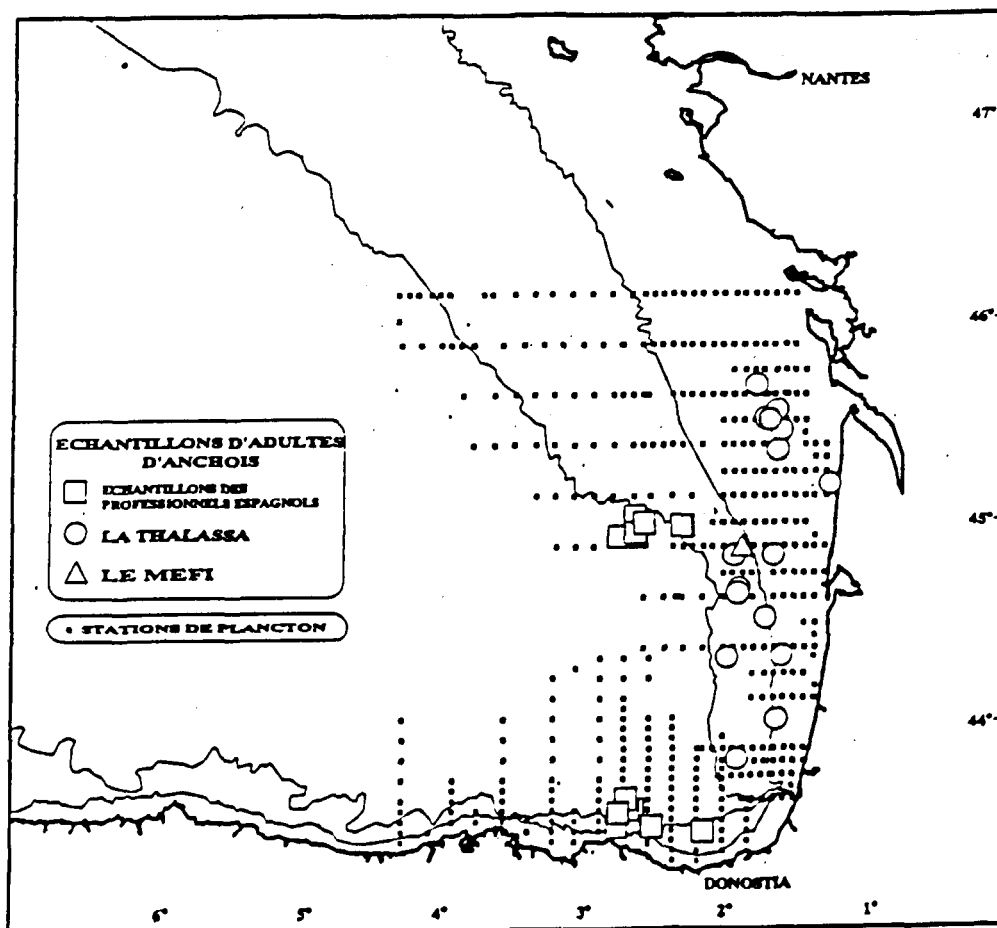 NANTES
47°
46°
ECHANTILLONS D'ADULTES
D'ANCHOIS
ECHANTILLONS DES
PROFESSIONNELS ESPAGNOLS
LA THALASSA
LE MEFI
• STATIONS DE PLANCTON
45°
44°
DONOSTIA
6° 5° 4° 3° 2° 1°